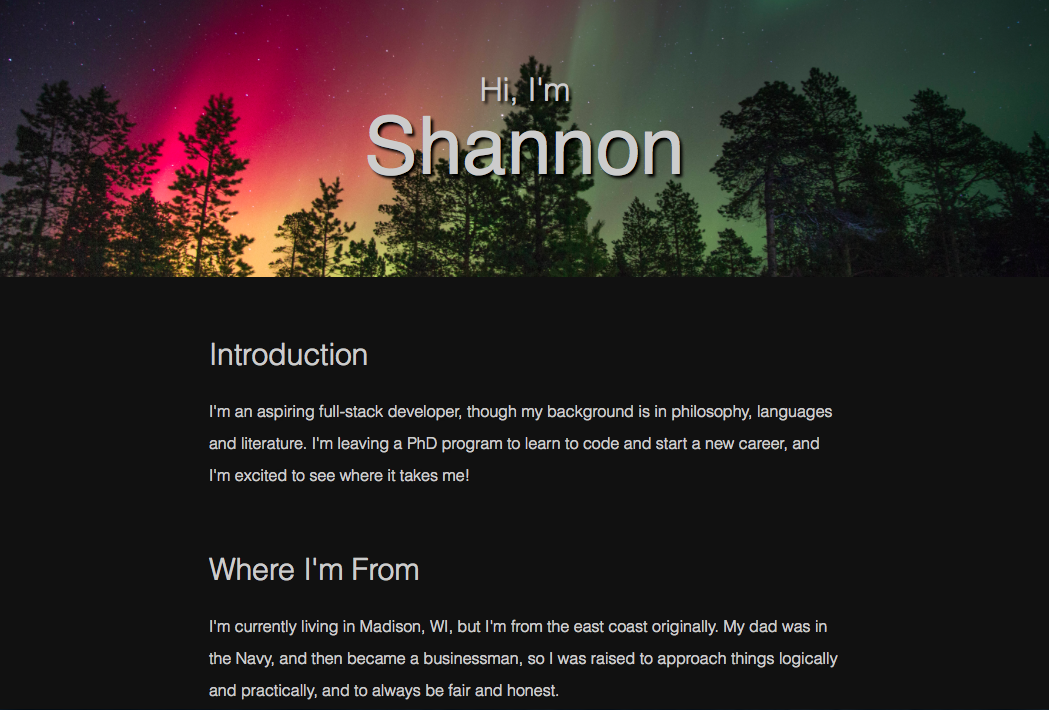 Hi, I'm
Shannon
Introduction
I'm an aspiring full-stack developer, though my background is in philosophy, languages
and literature. I'm leaving a PhD program to learn to code and start a new career, and
I'm excited to see where it takes me!
Where I'm From
I'm currently living in Madison, WI, but I'm from the east coast originally. My dad was in
the Navy, and then became a businessman, so I was raised to approach things logically
and practically, and to always be fair and honest.